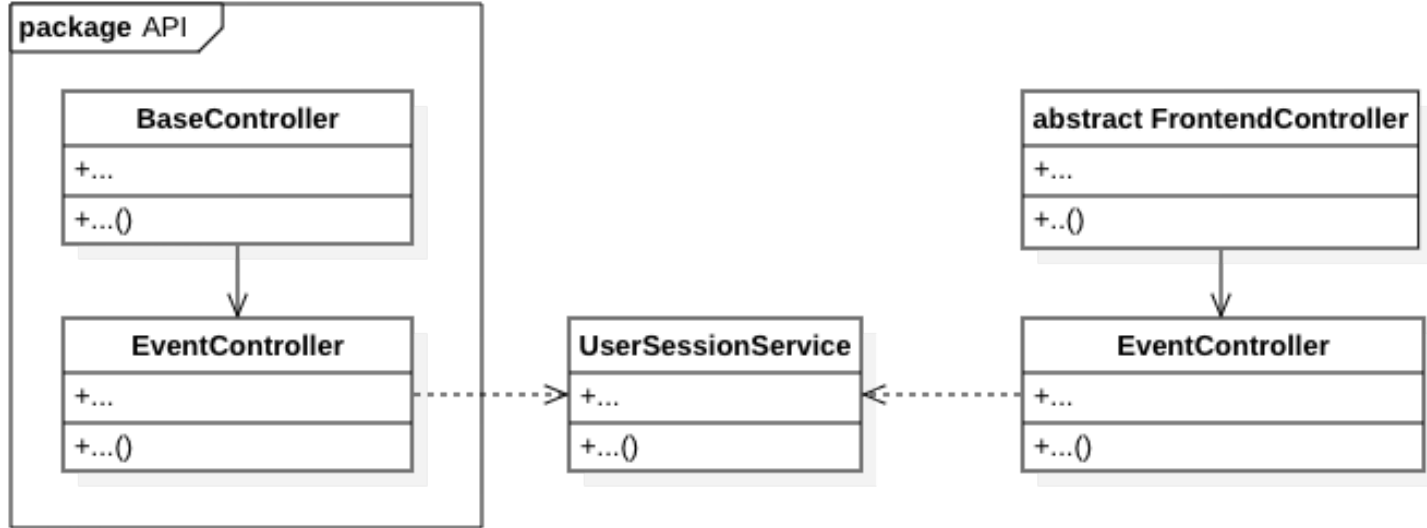 package API
BaseController
+...
+...()
EventController
+...
+...()
UserSessionService
+...
+...()
abstract FrontendController
+...
+..()
EventController
+...
+...()